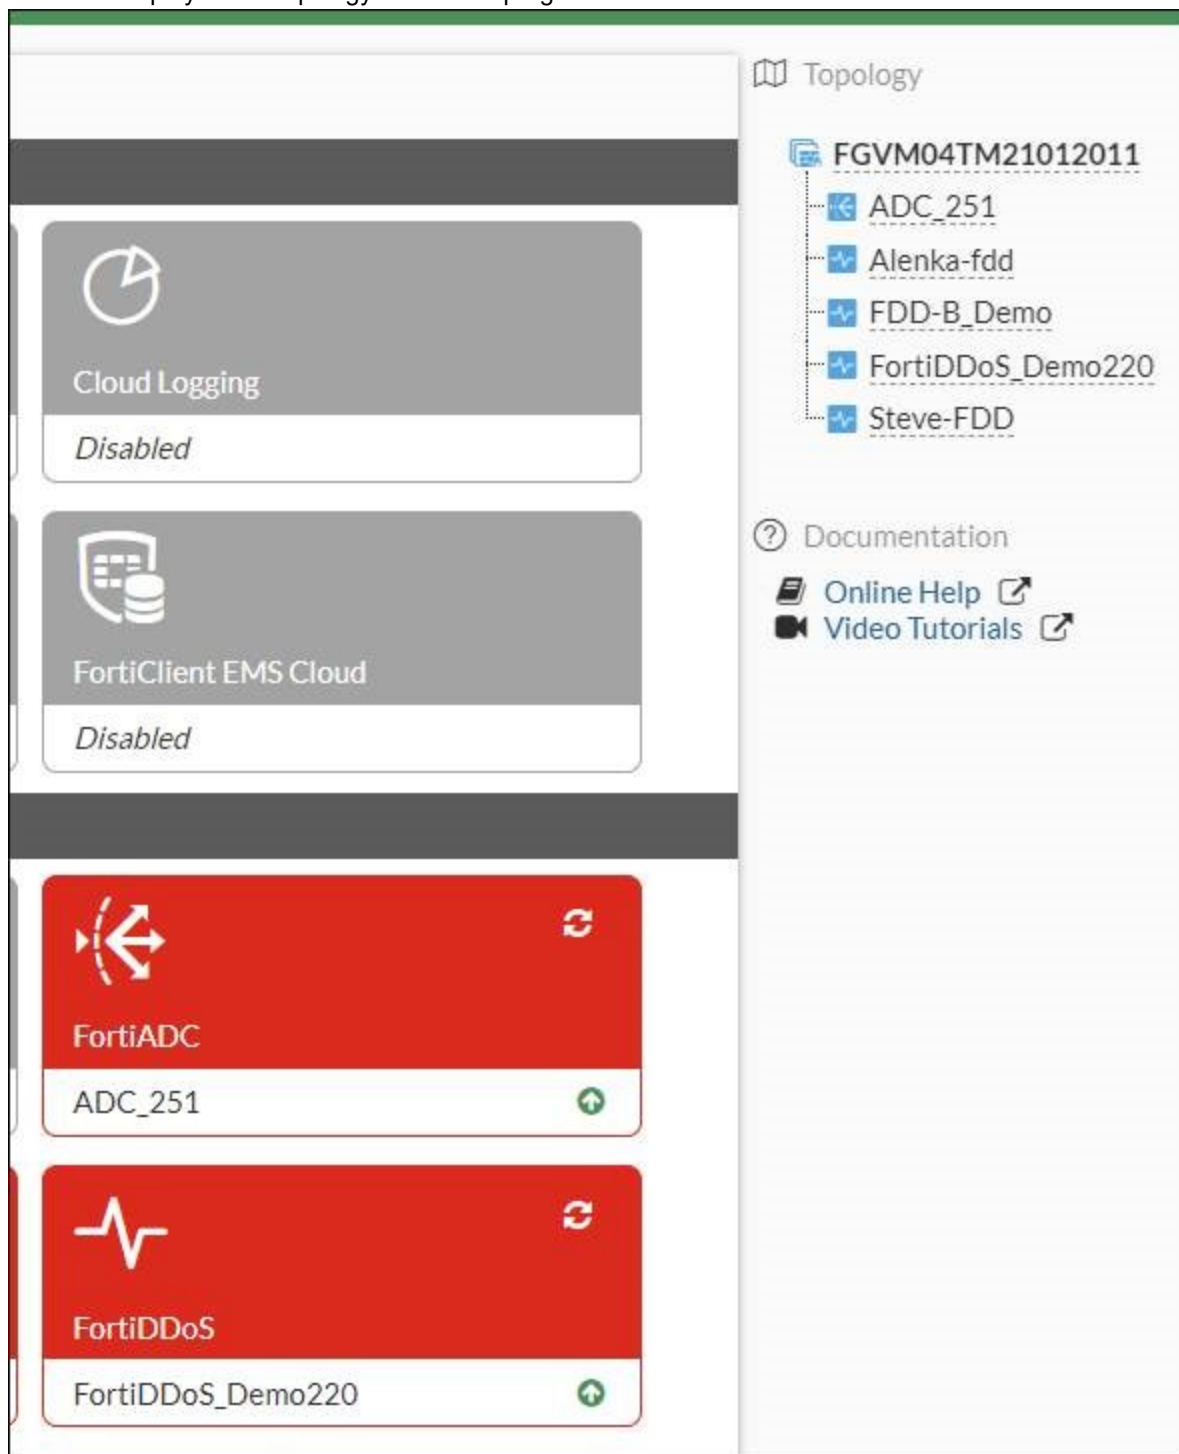 Topology
FGVM04TM21012011
ADC_251
Alenka-fdd
FDD-B_Demo
FortiDDoS_Demo220
Steve-FDD
Documentation
Online Help
Video Tutorials
Cloud Logging
Disabled
FortiClient EMS Cloud
Disabled
FortiADC
ADC_251
FortiDDoS
FortiDDoS_Demo220